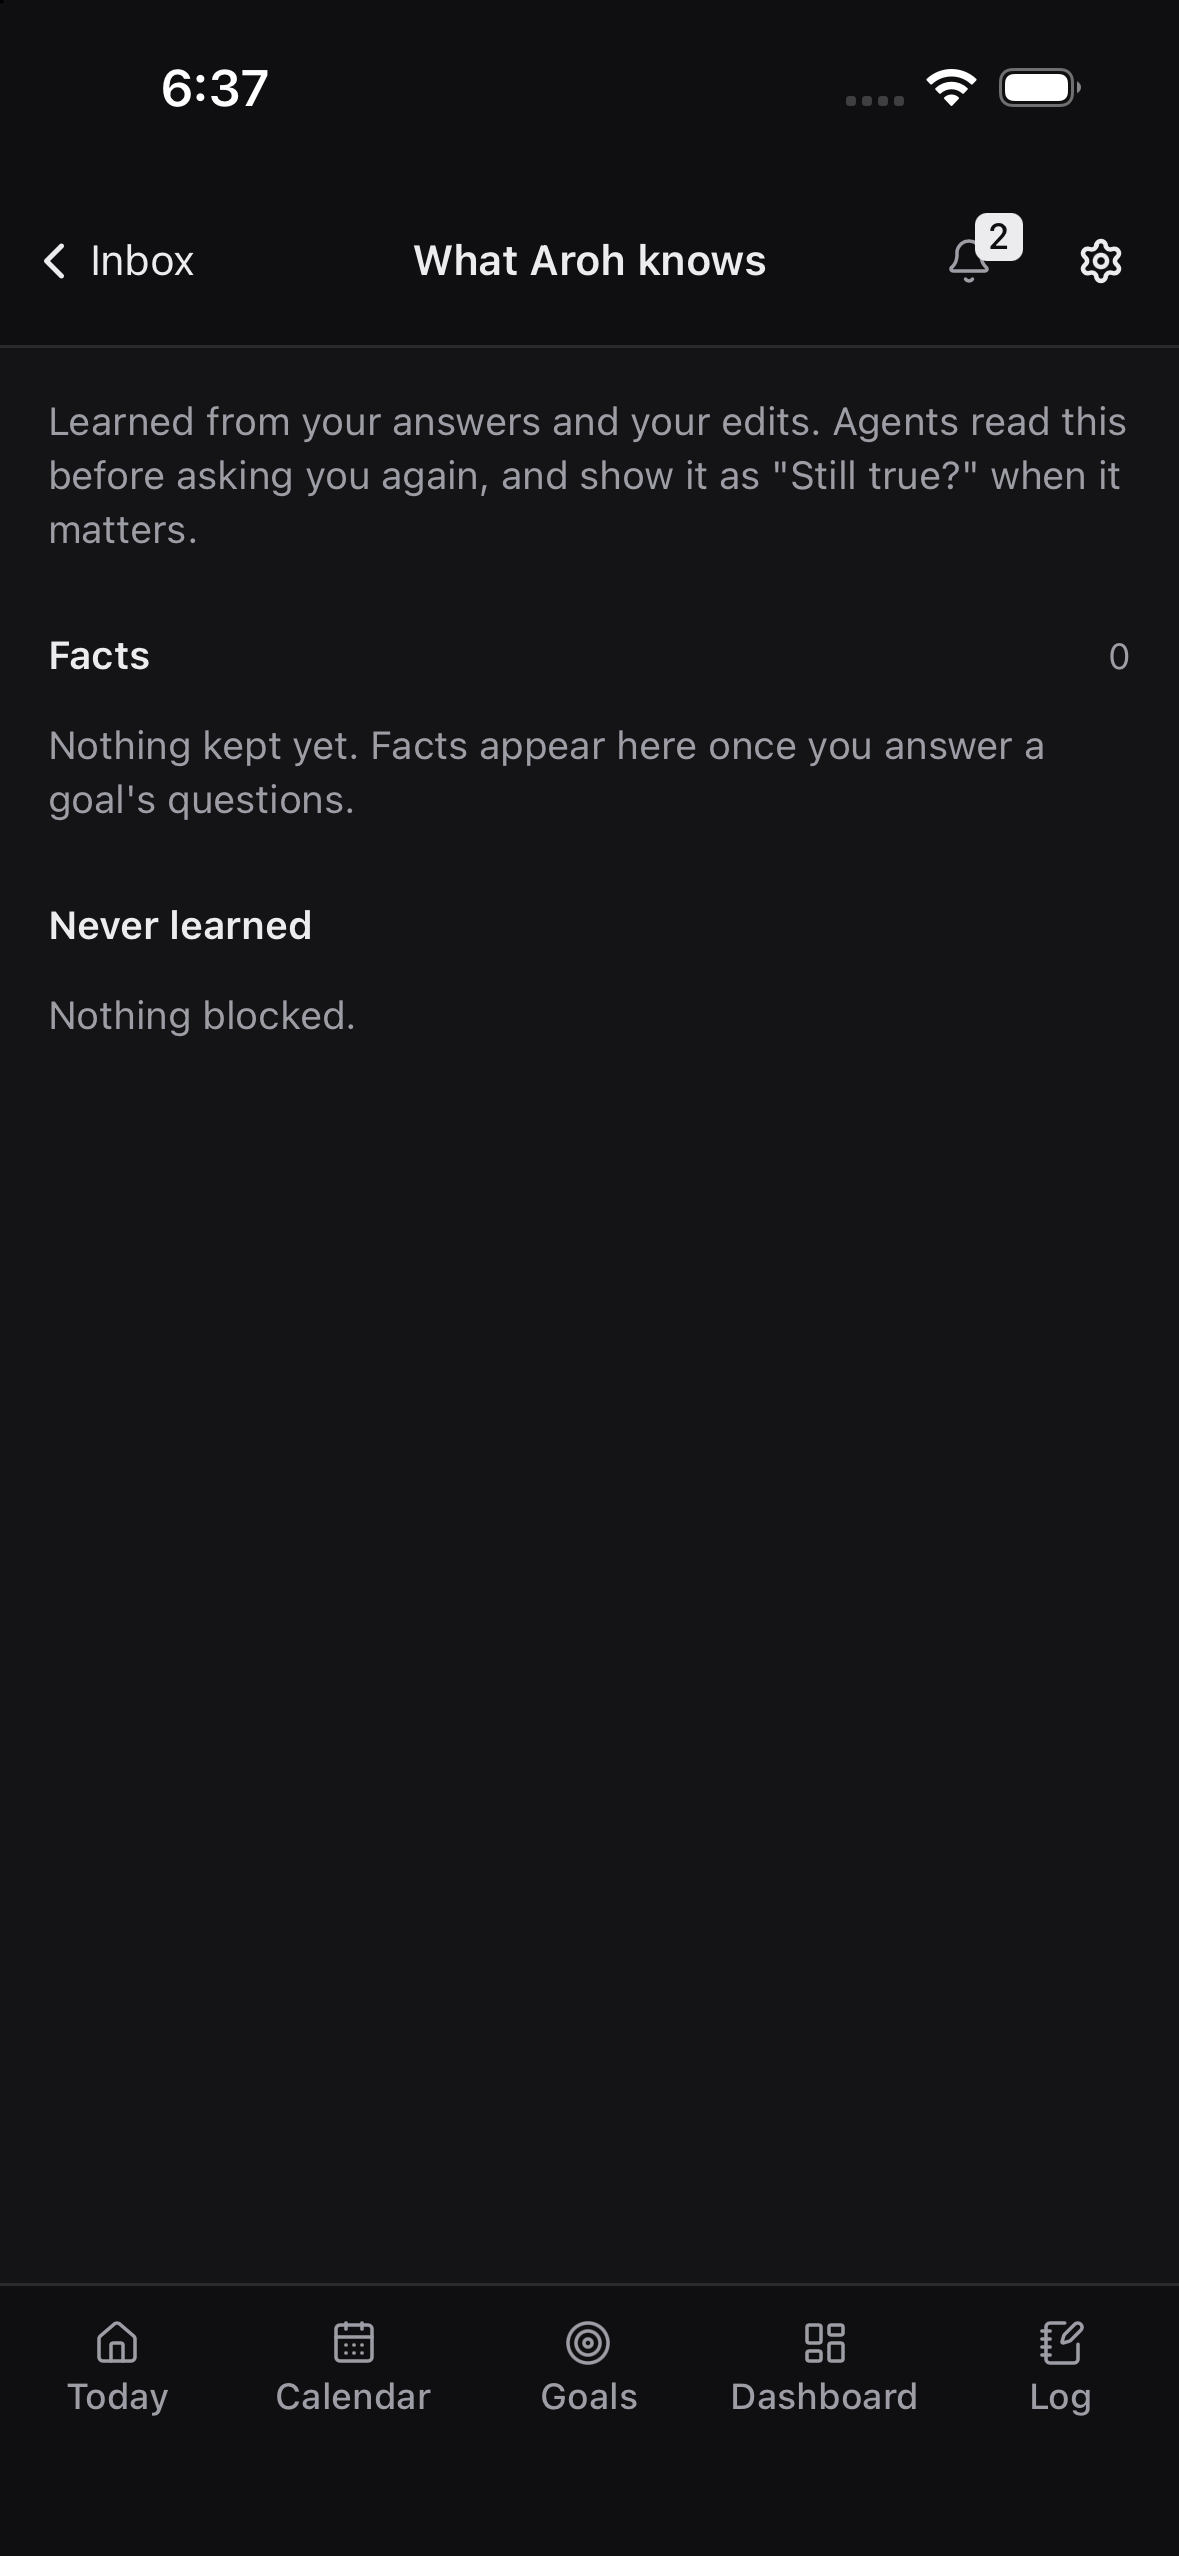 6:37
Inbox
What Aroh knows
2
Learned from your answers and your edits. Agents read this
before asking you again, and show it as "Still true?" when it
matters.
Facts
0
Nothing kept yet. Facts appear here once you answer a
goal's questions.
Never learned
Nothing blocked.
Today
Calendar
Goals
Dashboard
Log